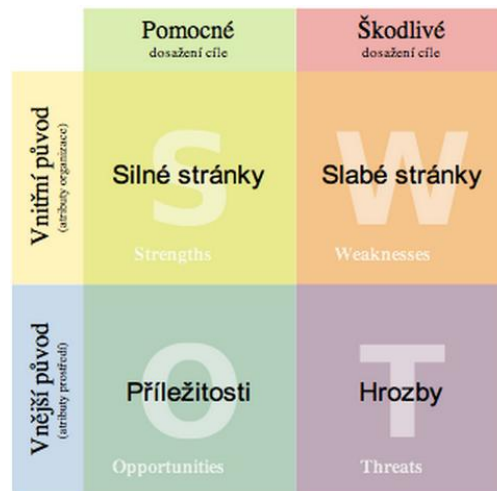 Pomocné
dosažení cíle
Škodlivé
dosažení cíle
Vnitřní původ
(atributy organizace)
S
Silné stránky
Strengths
W
Slabé stránky
Weaknesses
Vnější původ
(atributy prostředí)
O
Příležitosti
Opportunities
T
Hrozby
Threats